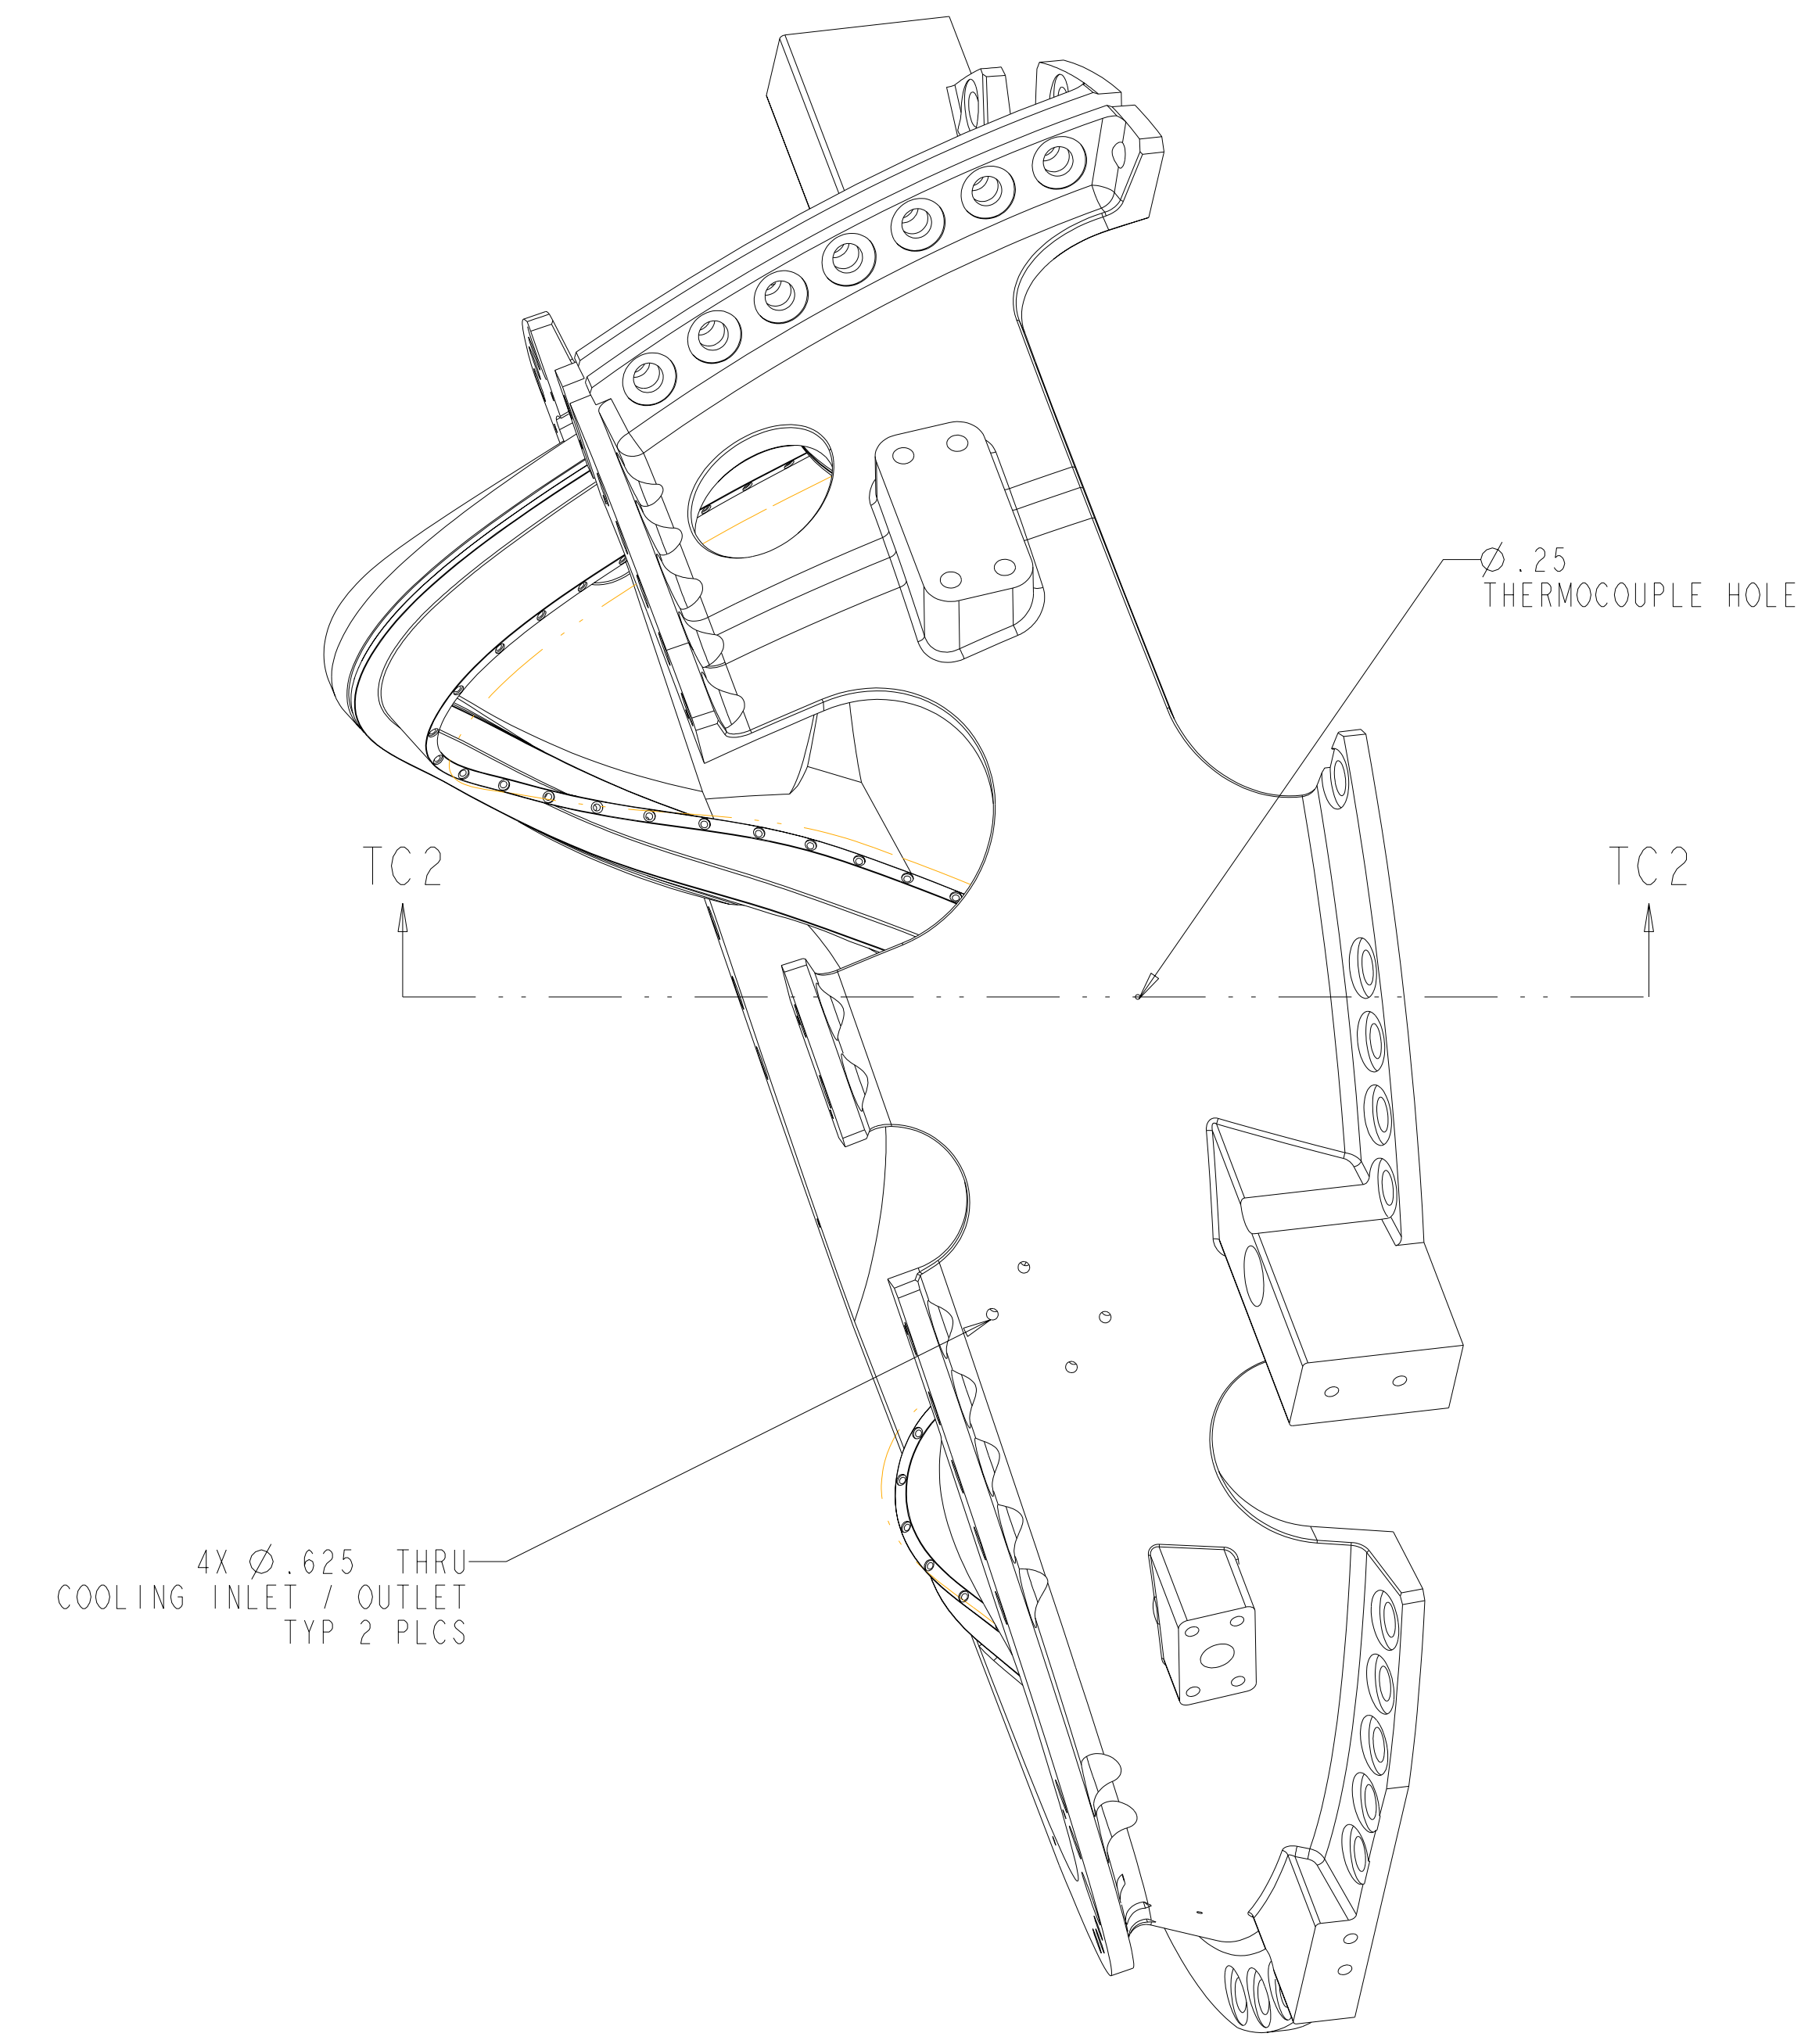 ⌀.25
THERMOCOUPLE HOLE
TC2
TC2
4X ⌀.625 THRU
COOLING INLET / OUTLET
TYP 2 PLCS